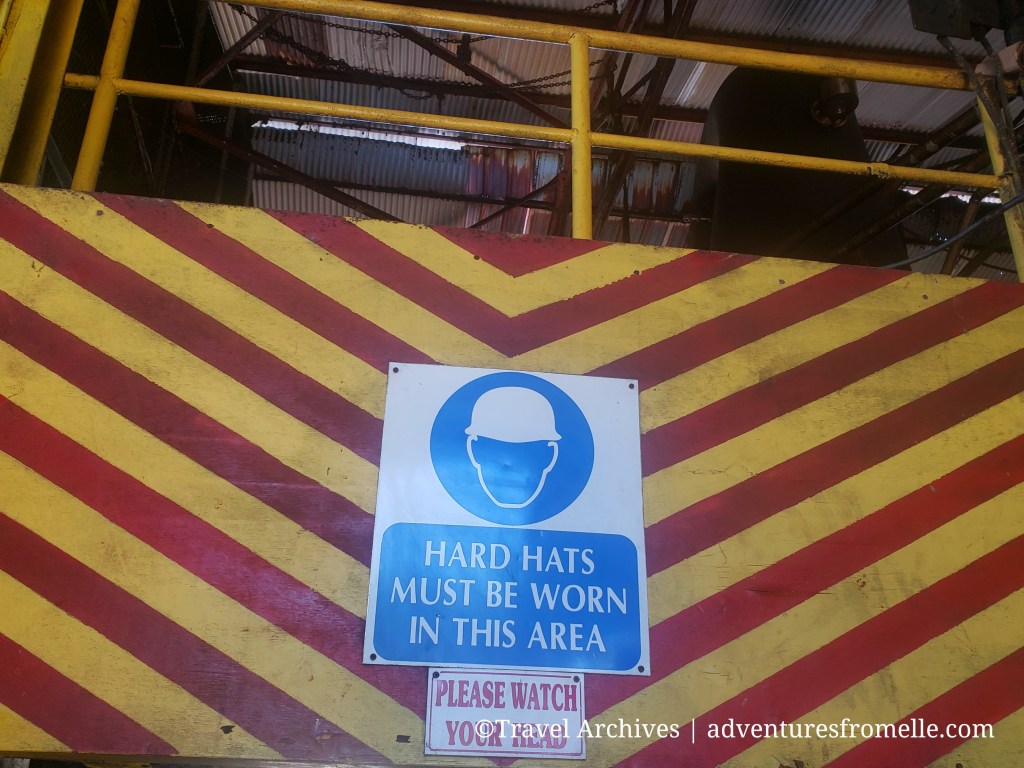 HARD HATS
MUST BE WORN
IN THIS AREA
PLEASE WATCH
YOUR HEAD
©Travel Archives | adventuresfromelle.com